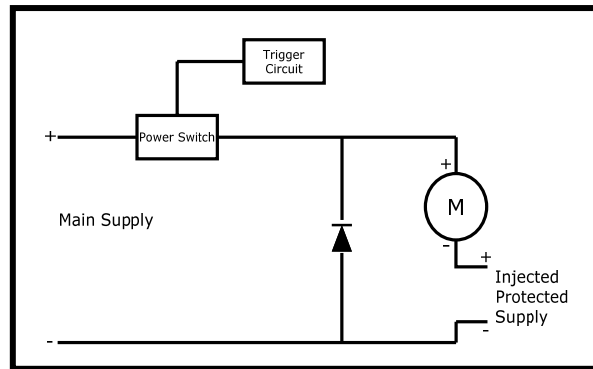 Trigger
Circuit
+
Power Switch
+
M
Main Supply
-
+
Injected
Protected
Supply
-
-